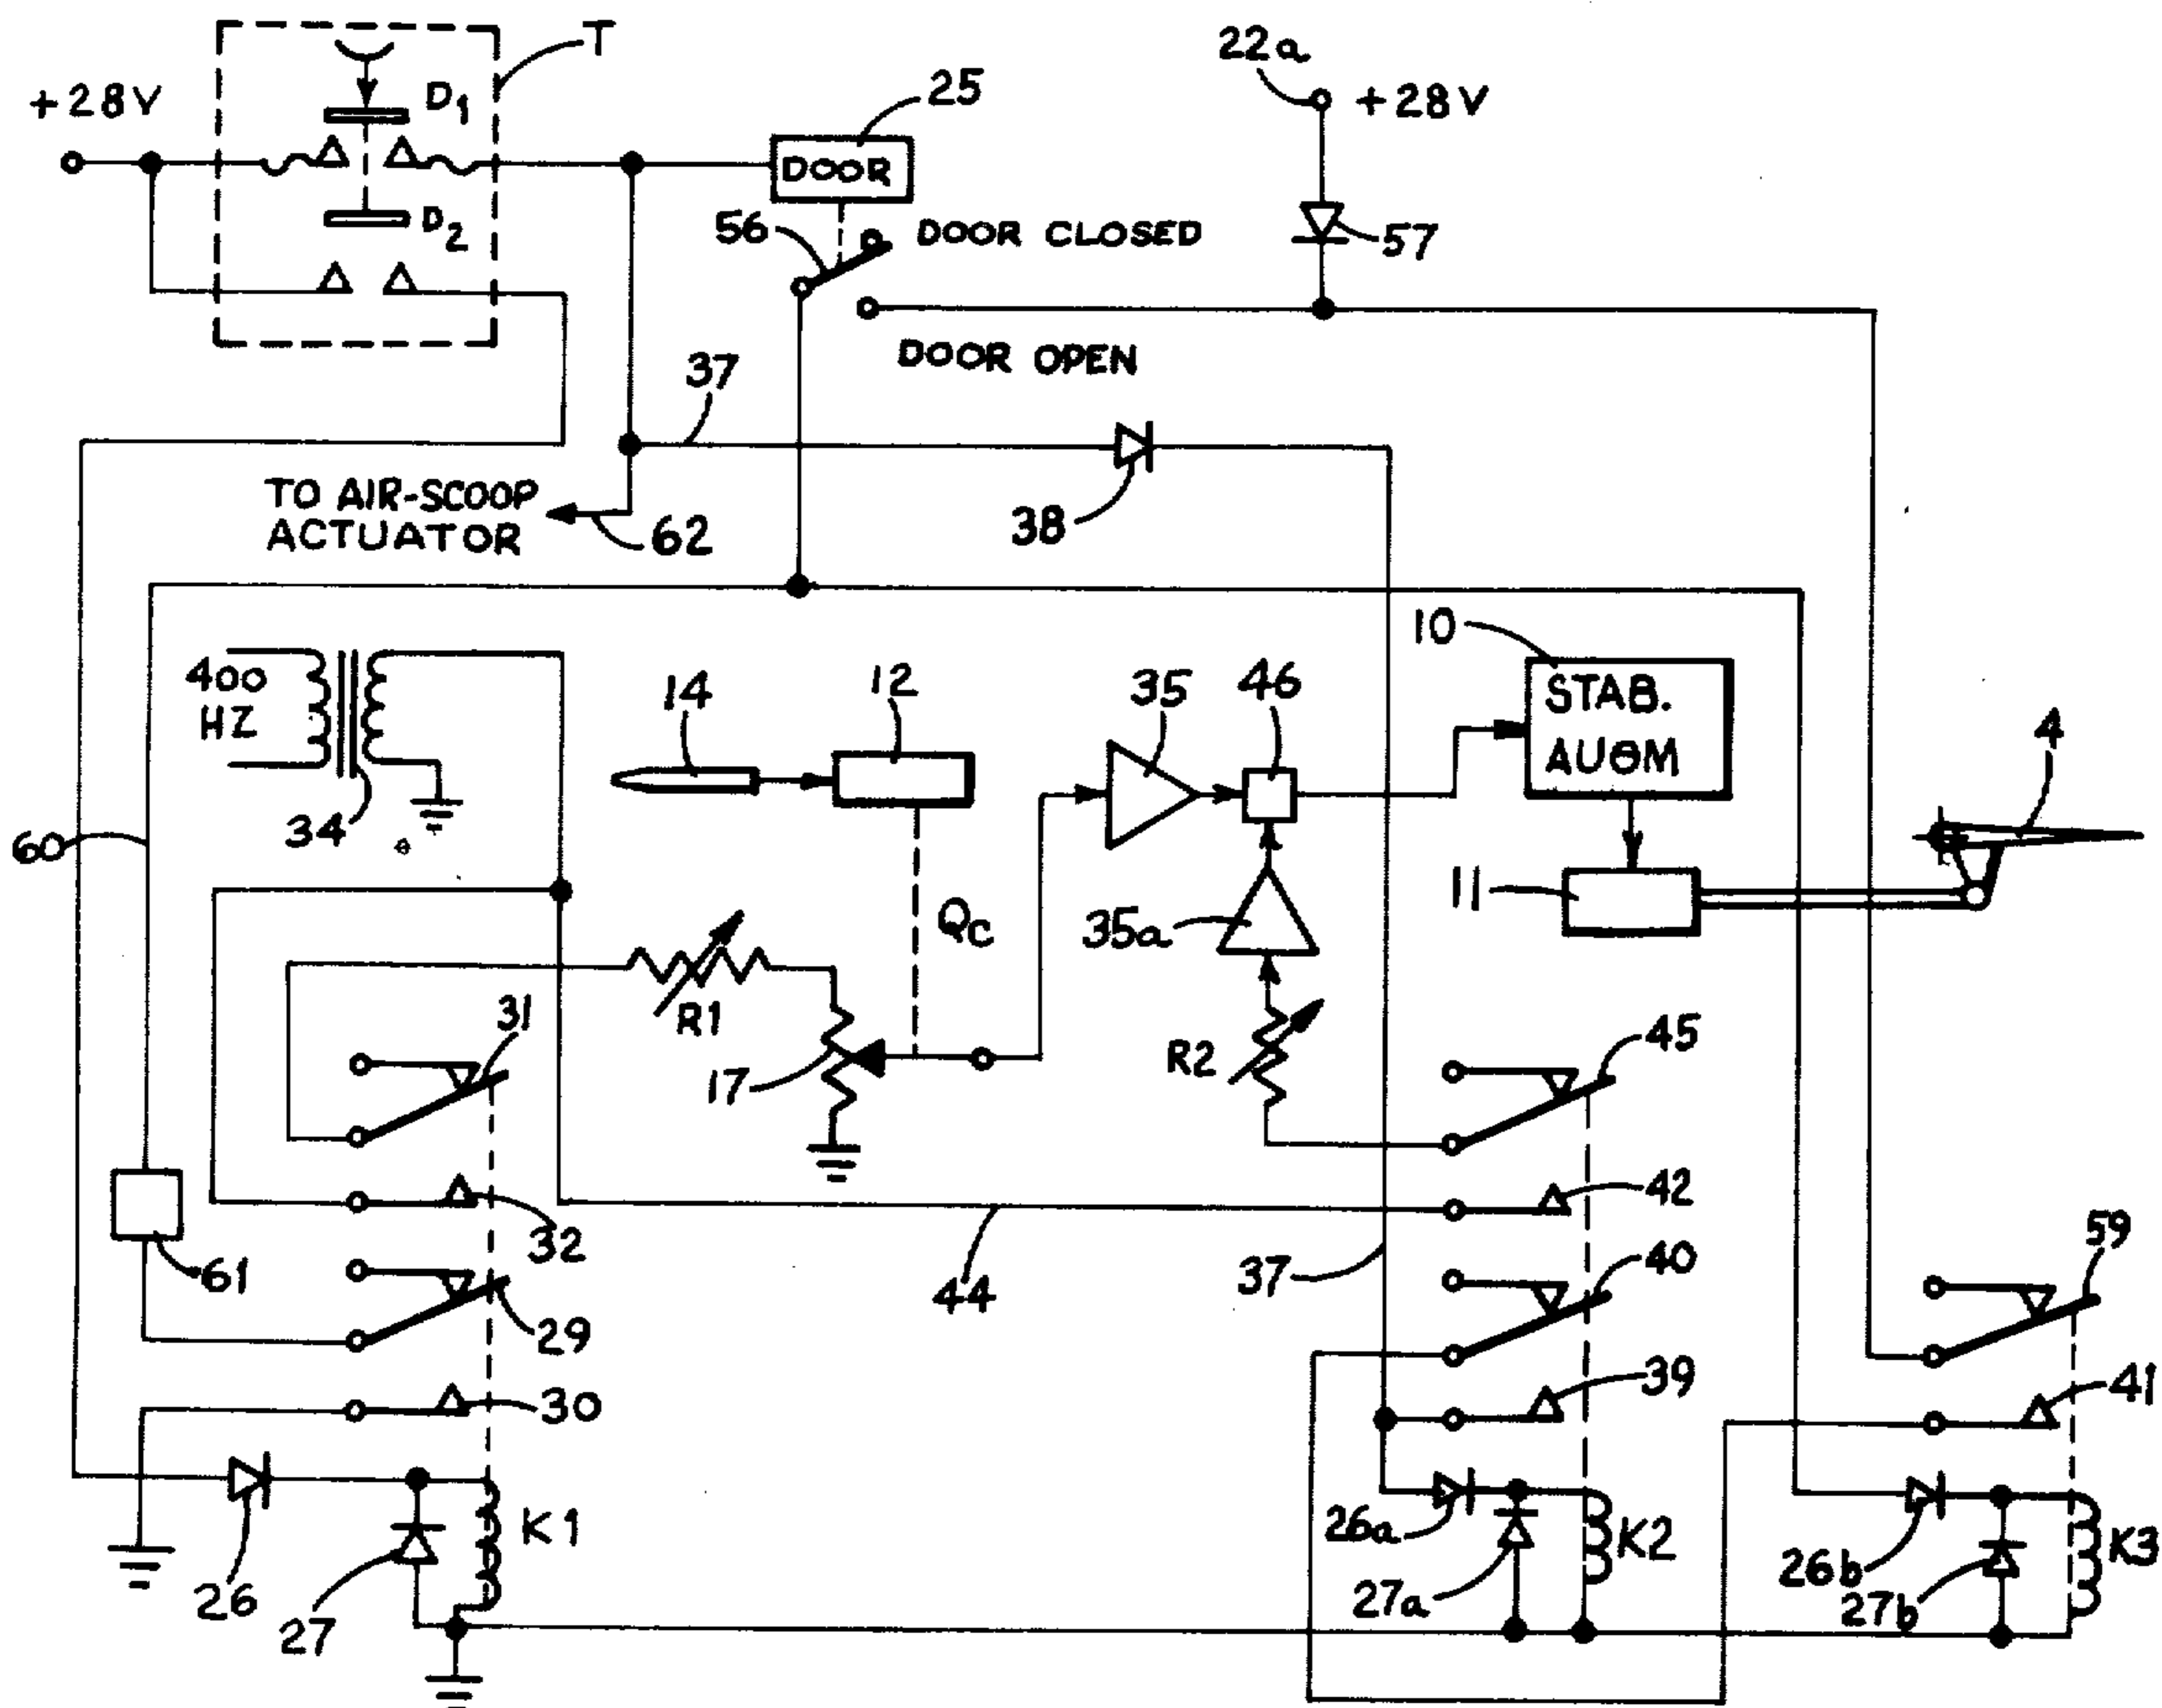 T
22a
+28V
D1
25
+28V
DOOR
D2
56
DOOR CLOSED
57
DOOR OPEN
37
TO AIR-SCOOP
ACTUATOR
62
38
10
400
HZ
14
12
35
46
STAB.
AUGM
4
34
60
11
Qc
35a
31
R1
45
R2
17
42
32
59
61
37
40
44
29
39
41
30
K1
26a
K2
K3
26
26b
27a
27b
27